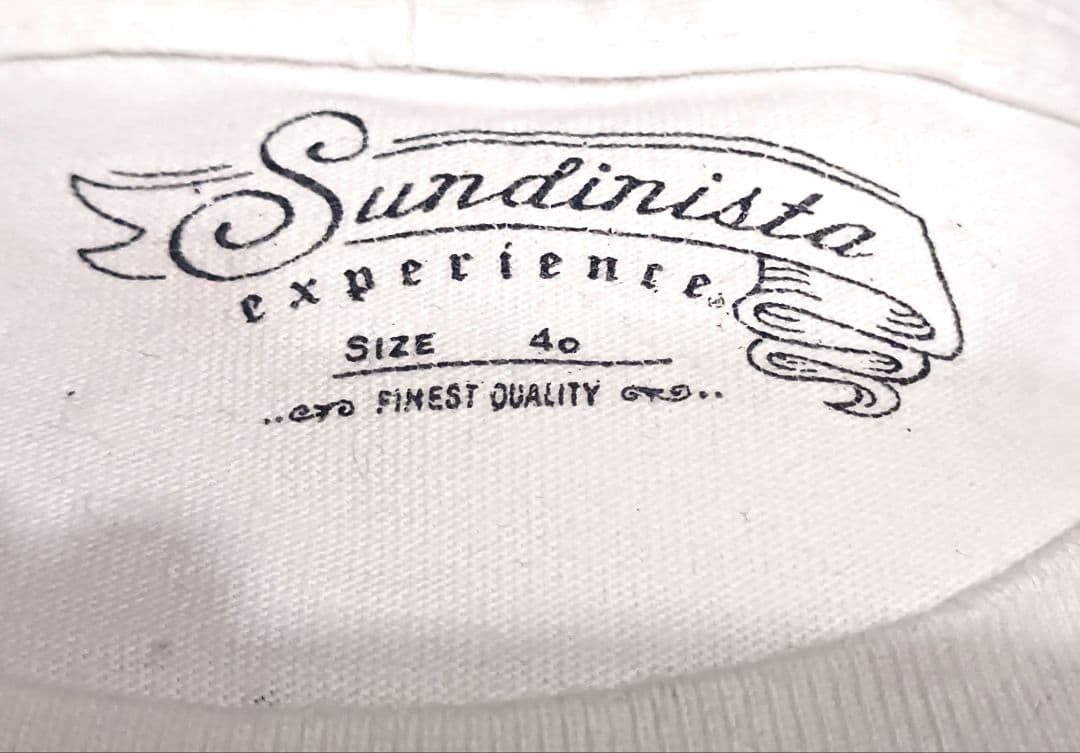 Sundinista
experience
SIZE 40
FINEST QUALITY